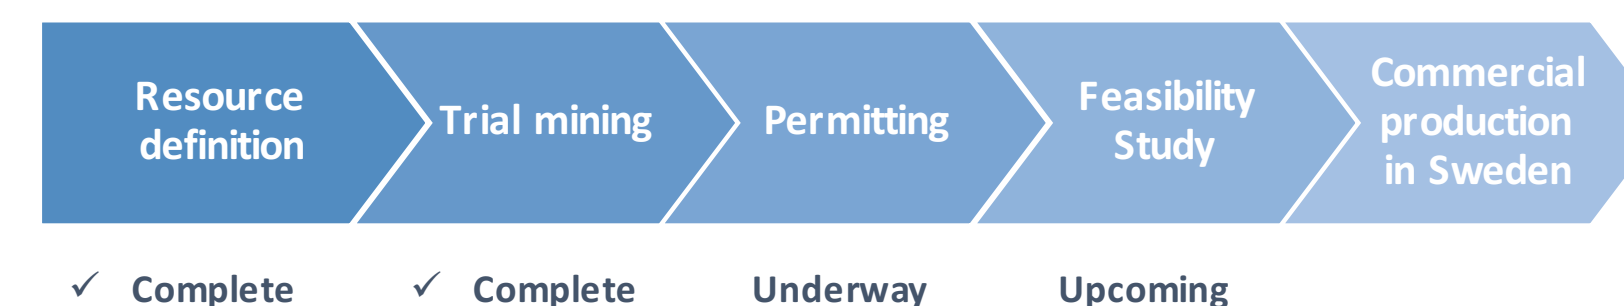 Resource
definition
Trial mining
Permitting
Feasibility
Study
Commercial
production
in Sweden
✓ Complete
✓ Complete
Underway
Upcoming